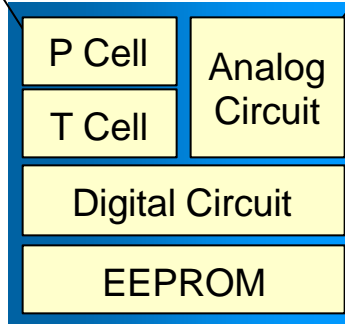 P Cell
T Cell
Analog
Circuit
Digital Circuit
EEPROM